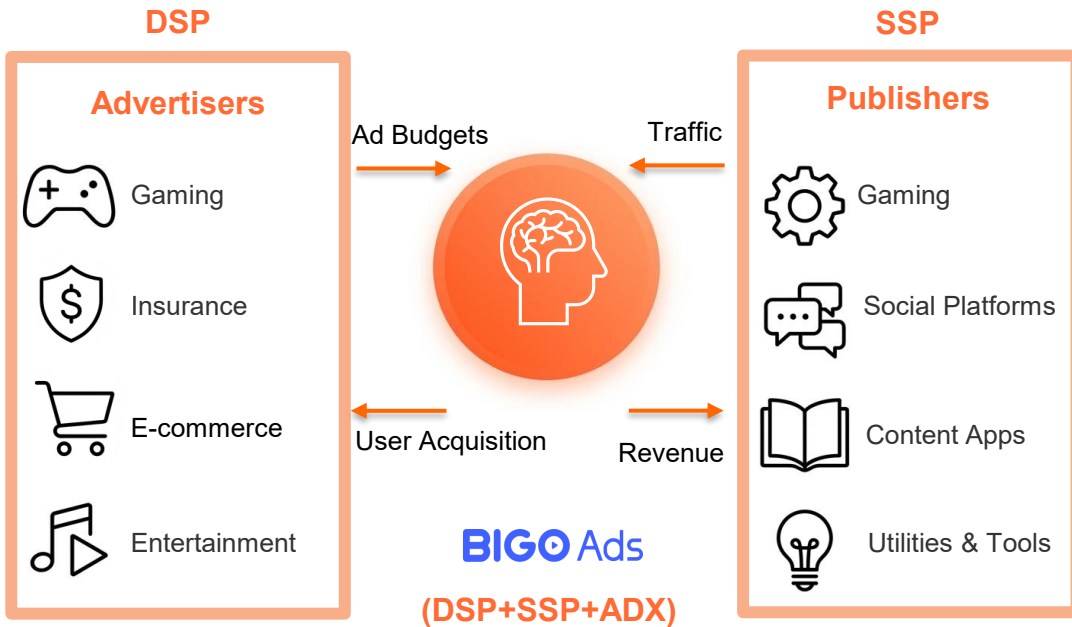 DSP
Advertisers
Gaming
Insurance
E-commerce
Entertainment
Ad Budgets
User Acquisition
Traffic
Revenue
BIGO Ads
(DSP+SSP+ADX)
SSP
Publishers
Gaming
Social Platforms
Content Apps
Utilities & Tools